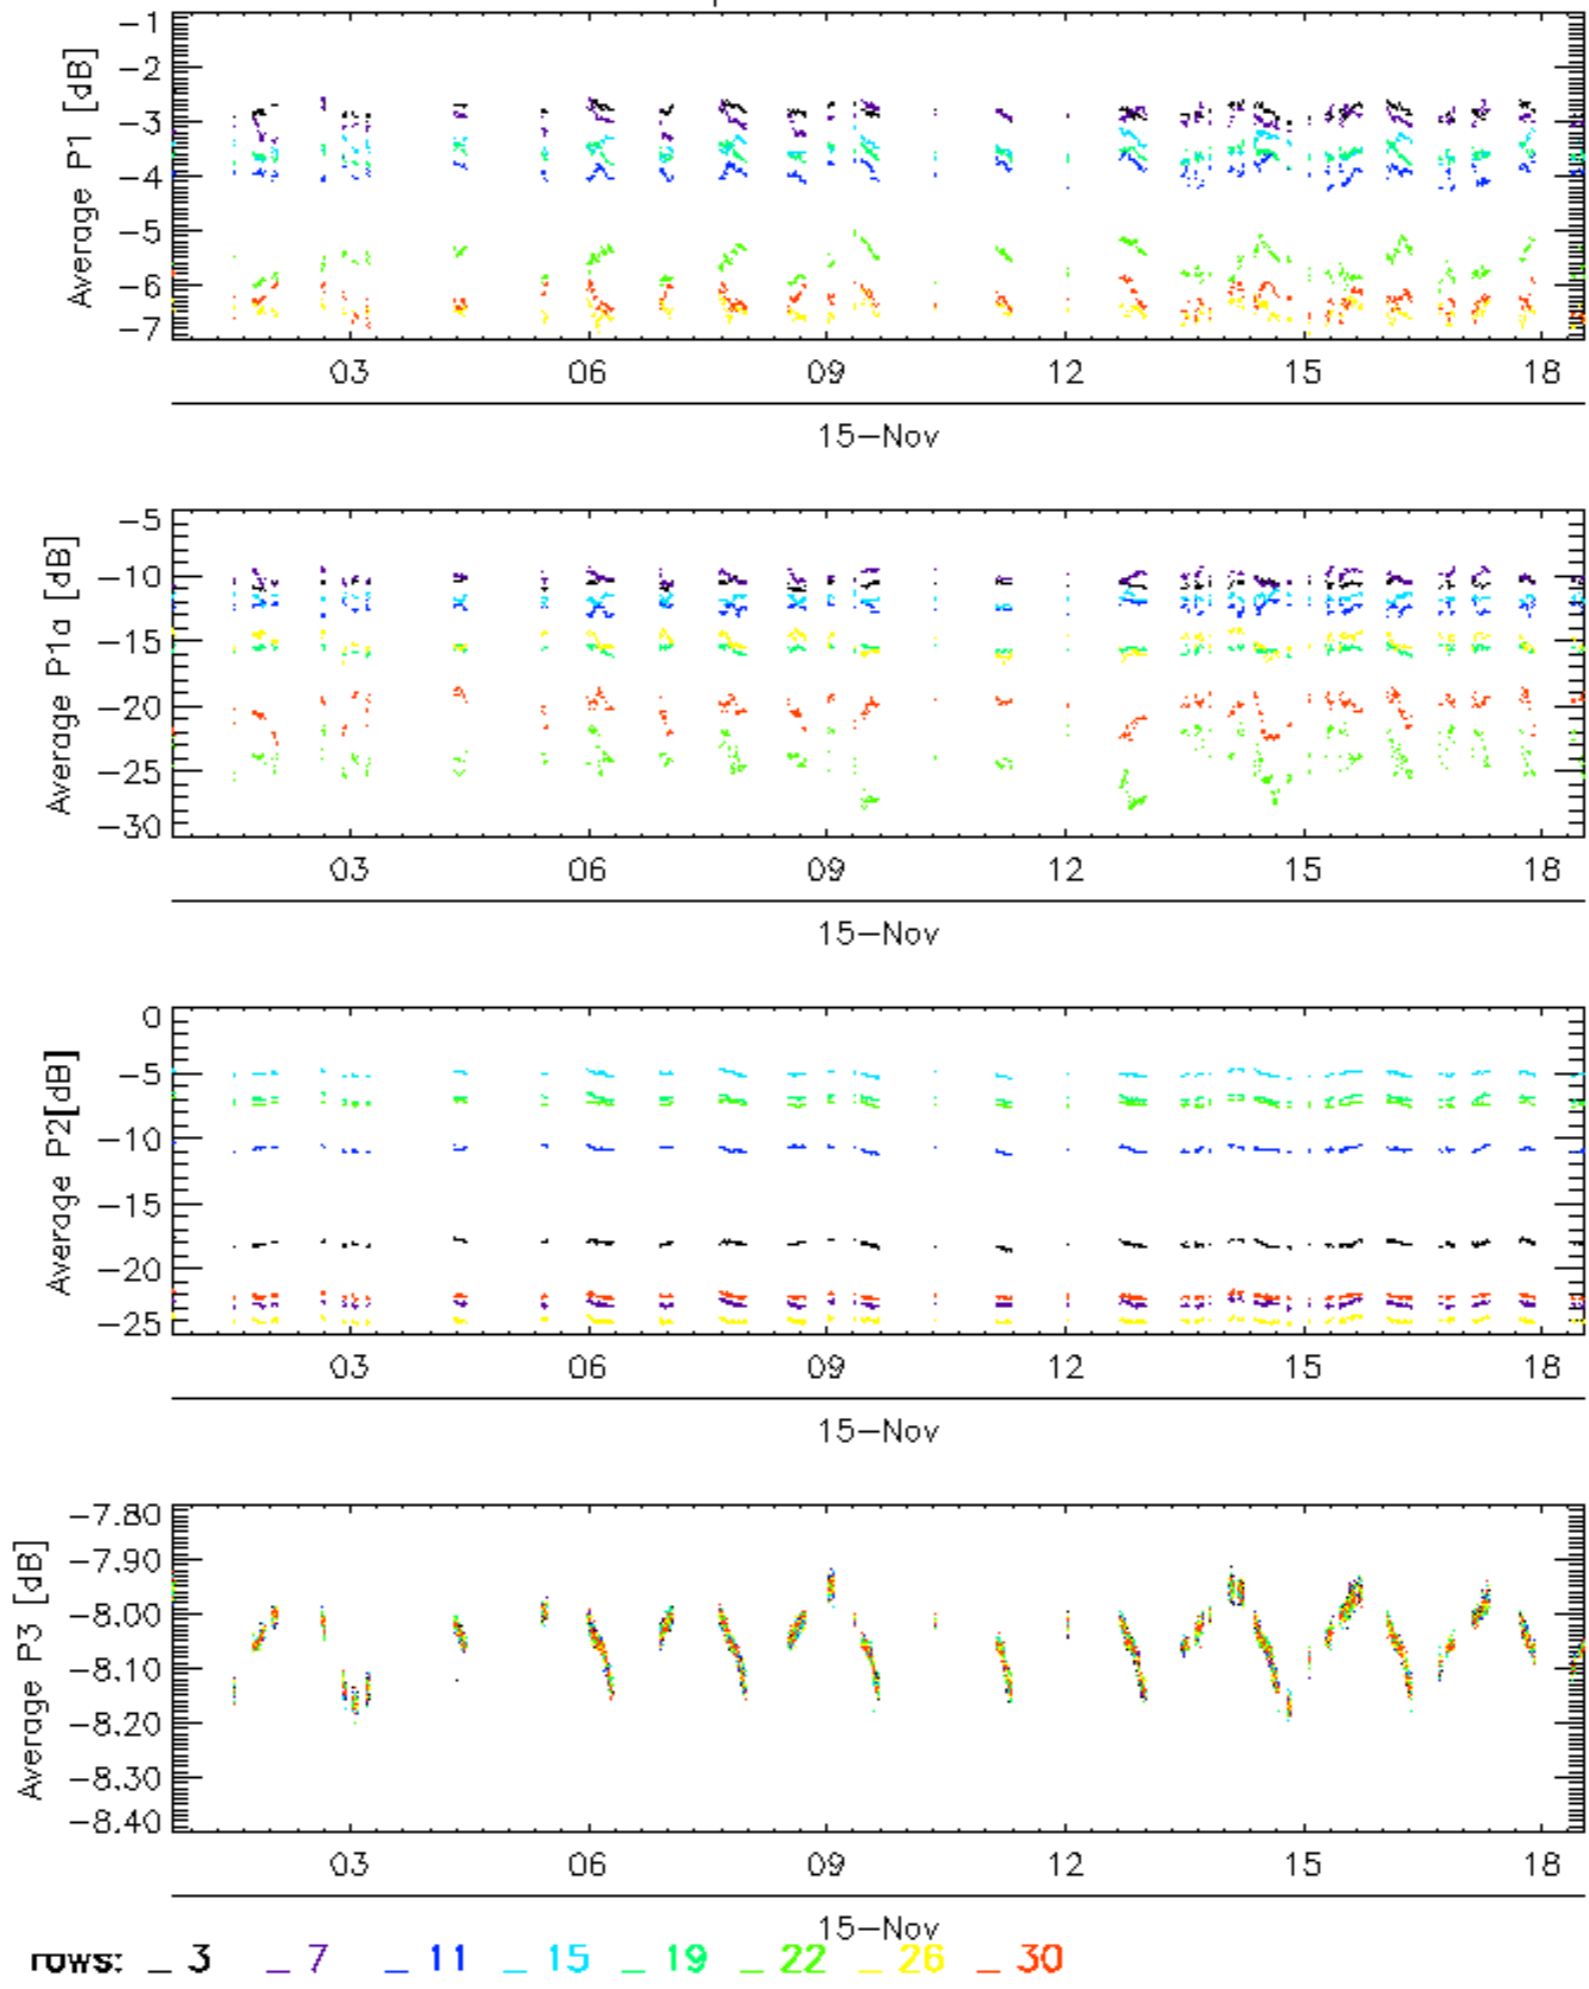 Average P1 [dB]
-1
-2
-3
-4
-5
-6
-7
03 06 09 12 15 18
15-Nov
Average P1a [dB]
-5
-10
-15
-20
-25
-30
03 06 09 12 15 18
15-Nov
Average P2[dB]
0
-5
-10
-15
-20
-25
03 06 09 12 15 18
15-Nov
Average P3 [dB]
-7.80
-7.90
-8.00
-8.10
-8.20
-8.30
-8.40
03 06 09 12 15 18
15-Nov
rows: _ 3 _ 7 _ 11 _ 15 _ 19 _ 22 _ 26 _ 30